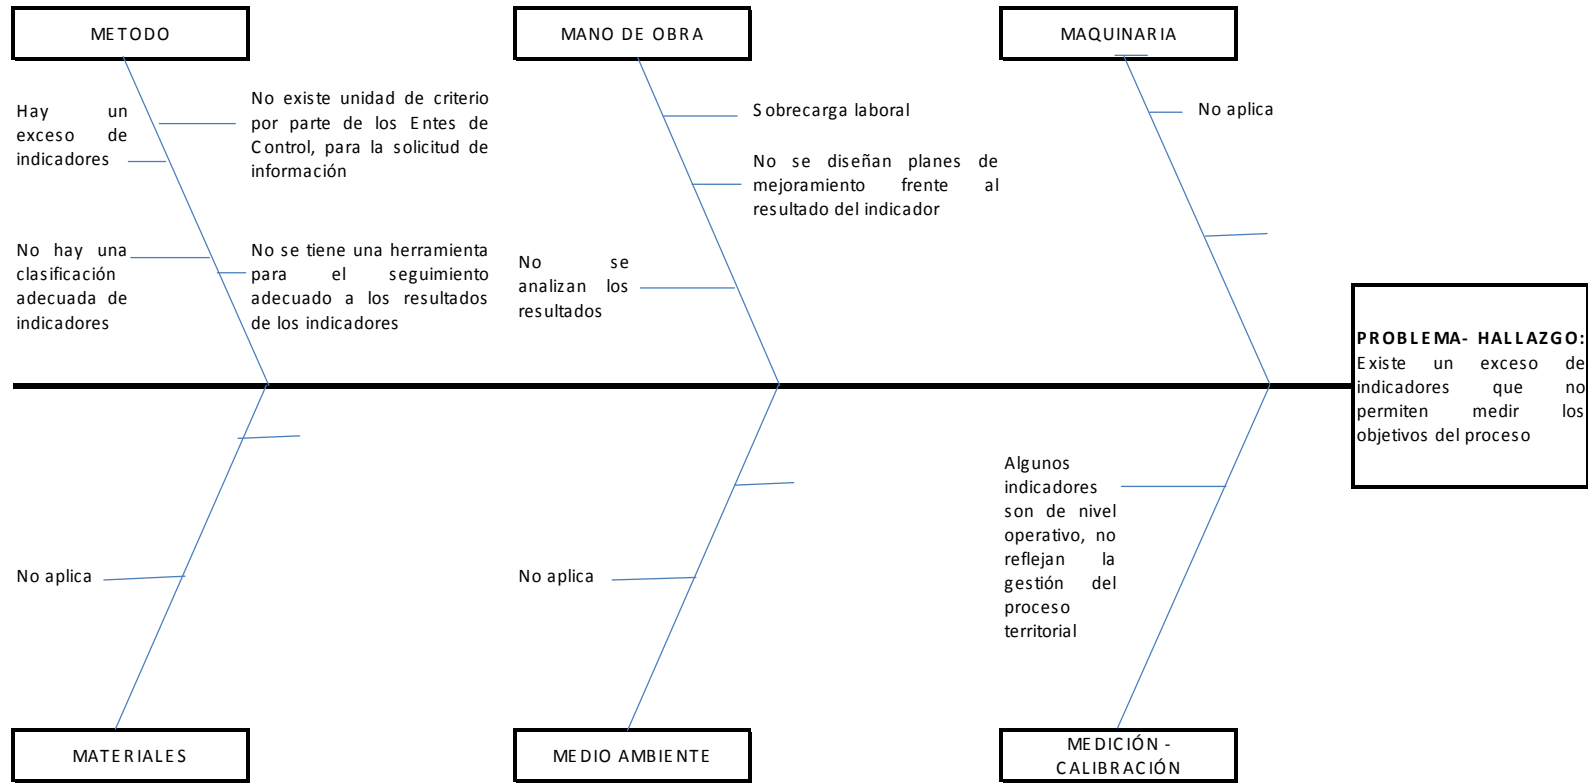 METODO
MANO DE OBRA
MAQUINARIA
Hay un
exceso de
indicadores
No existe unidad de criterio
por parte de los Entes de
Control, para la solicitud de
información
No hay una
clasificación
adecuada de
indicadores
No se tiene una herramienta
para el seguimiento
adecuado a los resultados
de los indicadores
Sobrecarga laboral
No se diseñan planes de
mejoramiento frente al
resultado del indicador
No se
analizan los
resultados
No aplica
PROBLEMA- HALLAZGO:
Existe un exceso de
indicadores que no
permiten medir los
objetivos del proceso
No aplica
No aplica
Algunos
indicadores
son de nivel
operativo, no
reflejan la
gestión del
proceso
territorial
MATERIALES
MEDIO AMBIENTE
MEDICIÓN -
CALIBRACIÓN